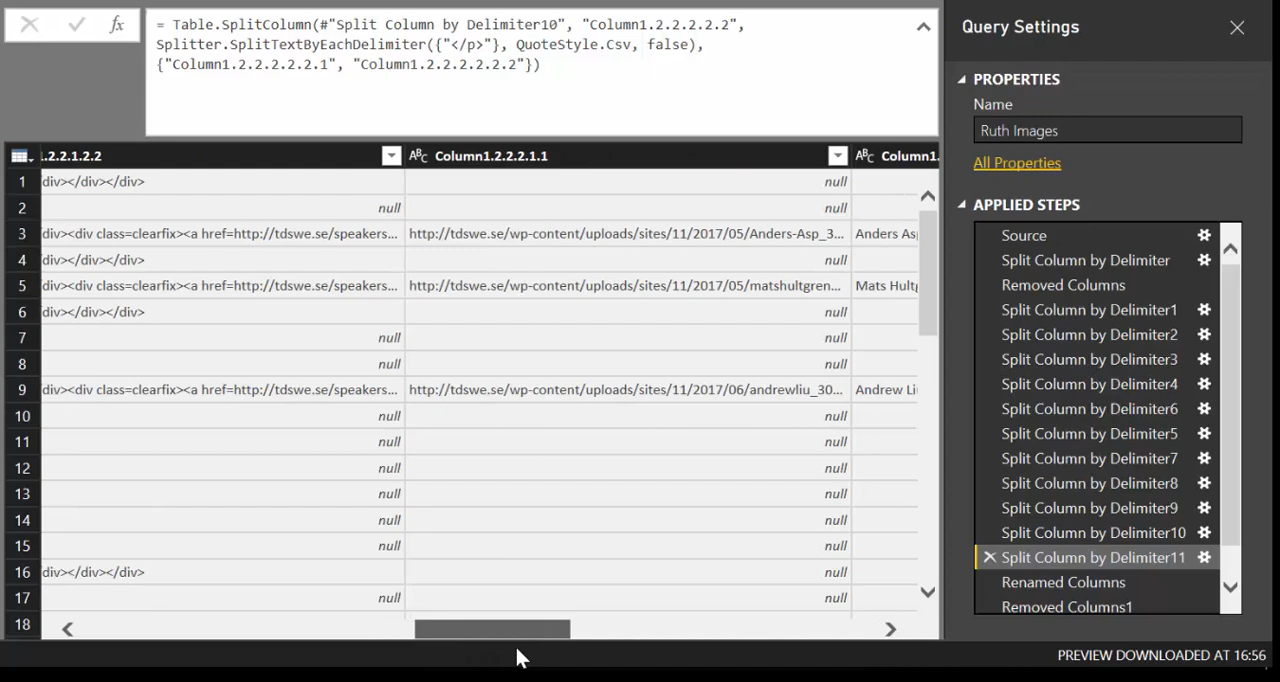 fx
= Table.SplitColumn(#"Split Column by Delimiter10", "Column1.2.2.2.2.2",
Splitter.SplitTextByEachDelimiter({"</p>"}, QuoteStyle.Csv, false),
{"Column1.2.2.2.2.2.1", "Column1.2.2.2.2.2.2"})
.2.2.1.2.2 ABC Column1.2.2.2.1.1 ABC Column1.
1 div></div></div> null
2 null null
3 div><div class=clearfix><a href=http://tdswe.se/speakers... http://tdswe.se/wp-content/uploads/sites/11/2017/05/Anders-Asp_3... Anders Asp
4 div></div></div> null
5 div><div class=clearfix><a href=http://tdswe.se/speakers... http://tdswe.se/wp-content/uploads/sites/11/2017/05/matshultgren... Mats Hultg
6 div></div></div> null
7 null null
8 null null
9 div><div class=clearfix><a href=http://tdswe.se/speakers... http://tdswe.se/wp-content/uploads/sites/11/2017/06/andrewliu_30... Andrew Li
10 null null
11 null null
12 null null
13 null null
14 null null
15 null null
16 div></div></div> null
17 null null
18
Query Settings
PROPERTIES
Name
Ruth Images
All Properties
APPLIED STEPS
Source
Split Column by Delimiter
Removed Columns
Split Column by Delimiter1
Split Column by Delimiter2
Split Column by Delimiter3
Split Column by Delimiter4
Split Column by Delimiter6
Split Column by Delimiter5
Split Column by Delimiter7
Split Column by Delimiter8
Split Column by Delimiter9
Split Column by Delimiter10
Split Column by Delimiter11
Renamed Columns
Removed Columns1
PREVIEW DOWNLOADED AT 16:56